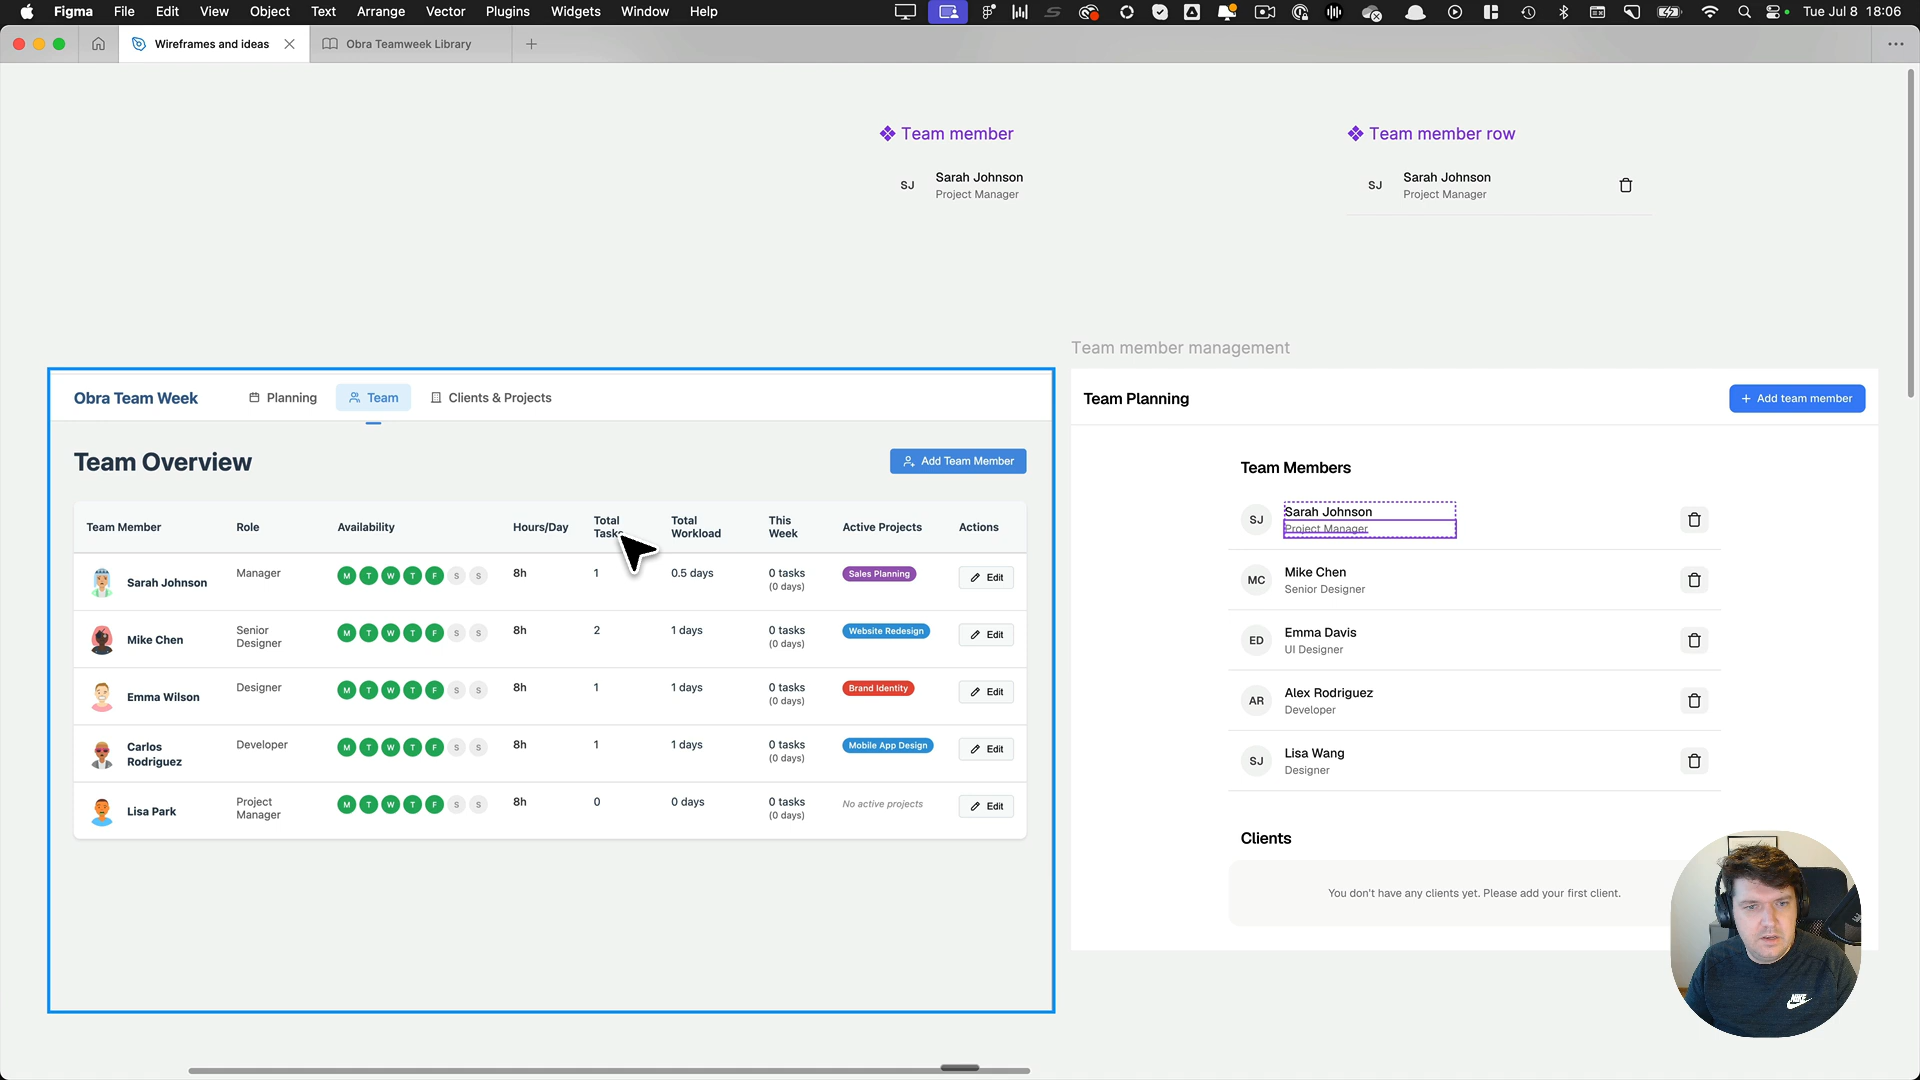 Figma File Edit View Object Text Arrange Vector Plugins Widgets Window Help
Tue Jul 8 18:06
Wireframes and ideas
Obra Teamweek Library
Team member
SJ
Sarah Johnson
Project Manager
Team member row
SJ
Sarah Johnson
Project Manager
Obra Team Week
Planning
Team
Clients & Projects
Team Overview
Add Team Member
Team Member
Role
Availability
Hours/Day
Total
Tasks
Total
Workload
This
Week
Active Projects
Actions
Sarah Johnson
Manager
M T W T F S S
8h
1
0.5 days
0 tasks
(0 days)
Sales Planning
Edit
Mike Chen
Senior
Designer
M T W T F S S
8h
2
1 days
0 tasks
(0 days)
Website Redesign
Edit
Emma Wilson
Designer
M T W T F S S
8h
1
1 days
0 tasks
(0 days)
Brand Identity
Edit
Carlos
Rodriguez
Developer
M T W T F S S
8h
1
1 days
0 tasks
(0 days)
Mobile App Design
Edit
Lisa Park
Project
Manager
M T W T F S S
8h
0
0 days
0 tasks
(0 days)
No active projects
Edit
Team member management
Team Planning
+ Add team member
Team Members
SJ
Sarah Johnson
Project Manager
MC
Mike Chen
Senior Designer
ED
Emma Davis
UI Designer
AR
Alex Rodriguez
Developer
SJ
Lisa Wang
Designer
Clients
You don't have any clients yet. Please add your first client.
NIKE